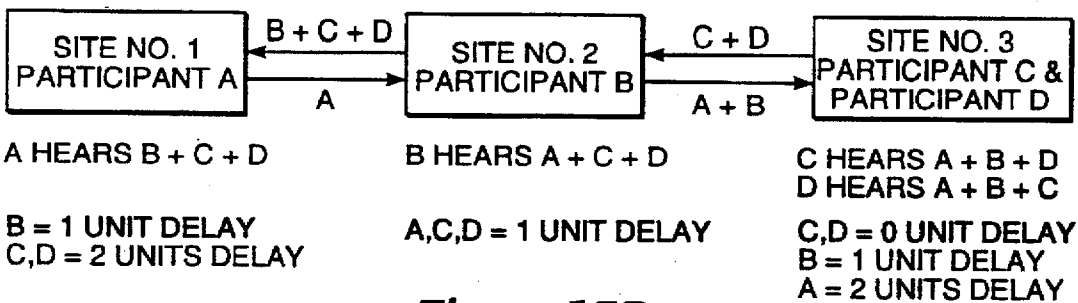 SITE NO. 1
PARTICIPANT A
B + C + D
A
SITE NO. 2
PARTICIPANT B
C + D
A + B
SITE NO. 3
PARTICIPANT C &
PARTICIPANT D
A HEARS B + C + D
B = 1 UNIT DELAY
C,D = 2 UNITS DELAY
B HEARS A + C + D
A,C,D = 1 UNIT DELAY
C HEARS A + B + D
D HEARS A + B + C
C,D = 0 UNIT DELAY
B = 1 UNIT DELAY
A = 2 UNITS DELAY